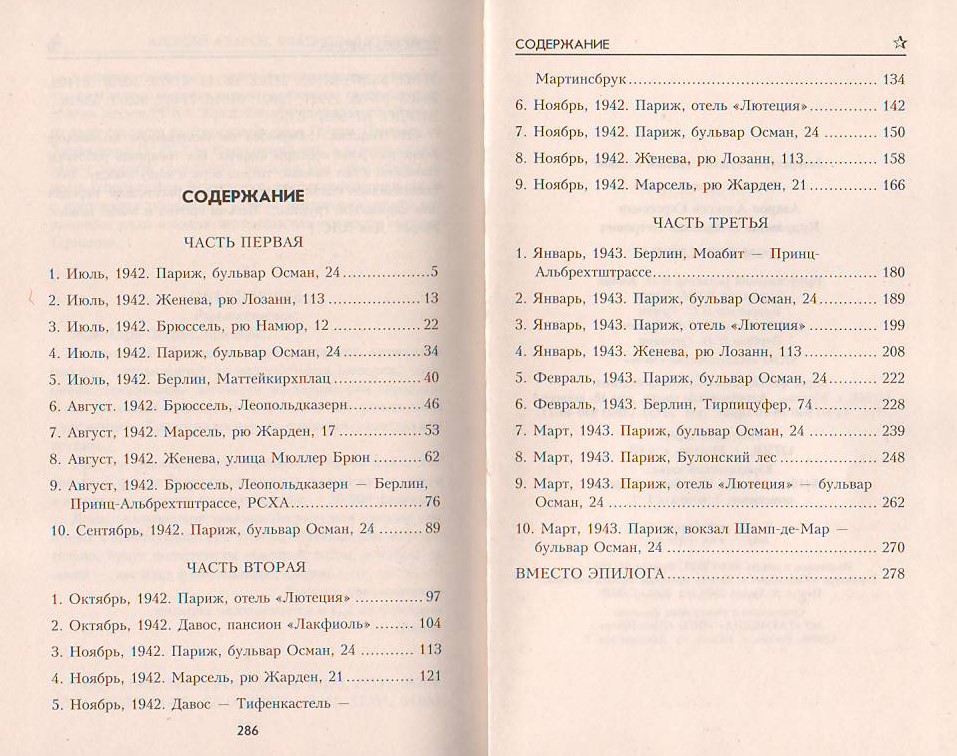 СОДЕРЖАНИЕ
ЧАСТЬ ПЕРВАЯ
1. Июль, 1942. Париж, бульвар Осман, 24................5
2. Июль, 1942. Женева, рю Лозанн, 113 ................. 13
3. Июль, 1942. Брюссель, рю Намюр, 12 ................ 22
4. Июль, 1942. Париж, бульвар Осман, 24.............. 34
5. Июль, 1942. Берлин, Маттейкирхплац ................ 40
6. Август. 1942. Брюссель, Леопольдказерн............. 46
7. Август, 1942. Марсель, рю Жарден, 17 ............... 53
8. Август, 1942. Женева, улица Мюллер Брюн ......... 62
9. Август, 1942. Брюссель, Леопольдказерн — Берлин,
Принц-Альбрехтштрассе, РСХА......................... 76
10. Сентябрь, 1942. Париж, бульвар Осман, 24 ........ 89
ЧАСТЬ ВТОРАЯ
1. Октябрь, 1942. Париж, отель «Лютеция» ............ 97
2. Октябрь, 1942. Давос, пансион «Лакфиоль» ....... 104
3. Ноябрь, 1942. Париж, бульвар Осман, 24 .......... 113
4. Ноябрь, 1942. Марсель, рю Жарден, 21 ............. 121
5. Ноябрь, 1942. Давос — Тифенкастель —
286
СОДЕРЖАНИЕ
Мартинсбрук............................................... 134
6. Ноябрь, 1942. Париж, отель «Лютеция» ............. 142
7. Ноябрь, 1942. Париж, бульвар Осман, 24 .......... 150
8. Ноябрь, 1942. Женева, рю Лозанн, 113.............. 158
9. Ноябрь, 1942. Марсель, рю Жарден, 21 ............. 166
ЧАСТЬ ТРЕТЬЯ
1. Январь, 1943. Берлин, Моабит — Принц-
Альбрехтштрассе.......................................... 180
2. Январь, 1943. Париж, бульвар Осман, 24........... 189
3. Январь, 1943. Париж, отель «Лютеция» ............. 199
4. Январь, 1943. Женева, рю Лозанн, 113 .............. 208
5. Февраль, 1943. Париж, бульвар Осман, 24.......... 222
6. Февраль, 1943. Берлин, Тирпицуфер, 74............. 228
7. Март, 1943. Париж, бульвар Осман, 24 ............. 239
8. Март, 1943. Париж, Булонский лес ................... 248
9. Март, 1943. Париж, отель «Лютеция» — бульвар
Осман, 24 .................................................. 262
10. Март, 1943. Париж, вокзал Шамп-де-Мар —
бульвар Осман, 24 ........................................ 270
ВМЕСТО ЭПИЛОГА........................................ 278